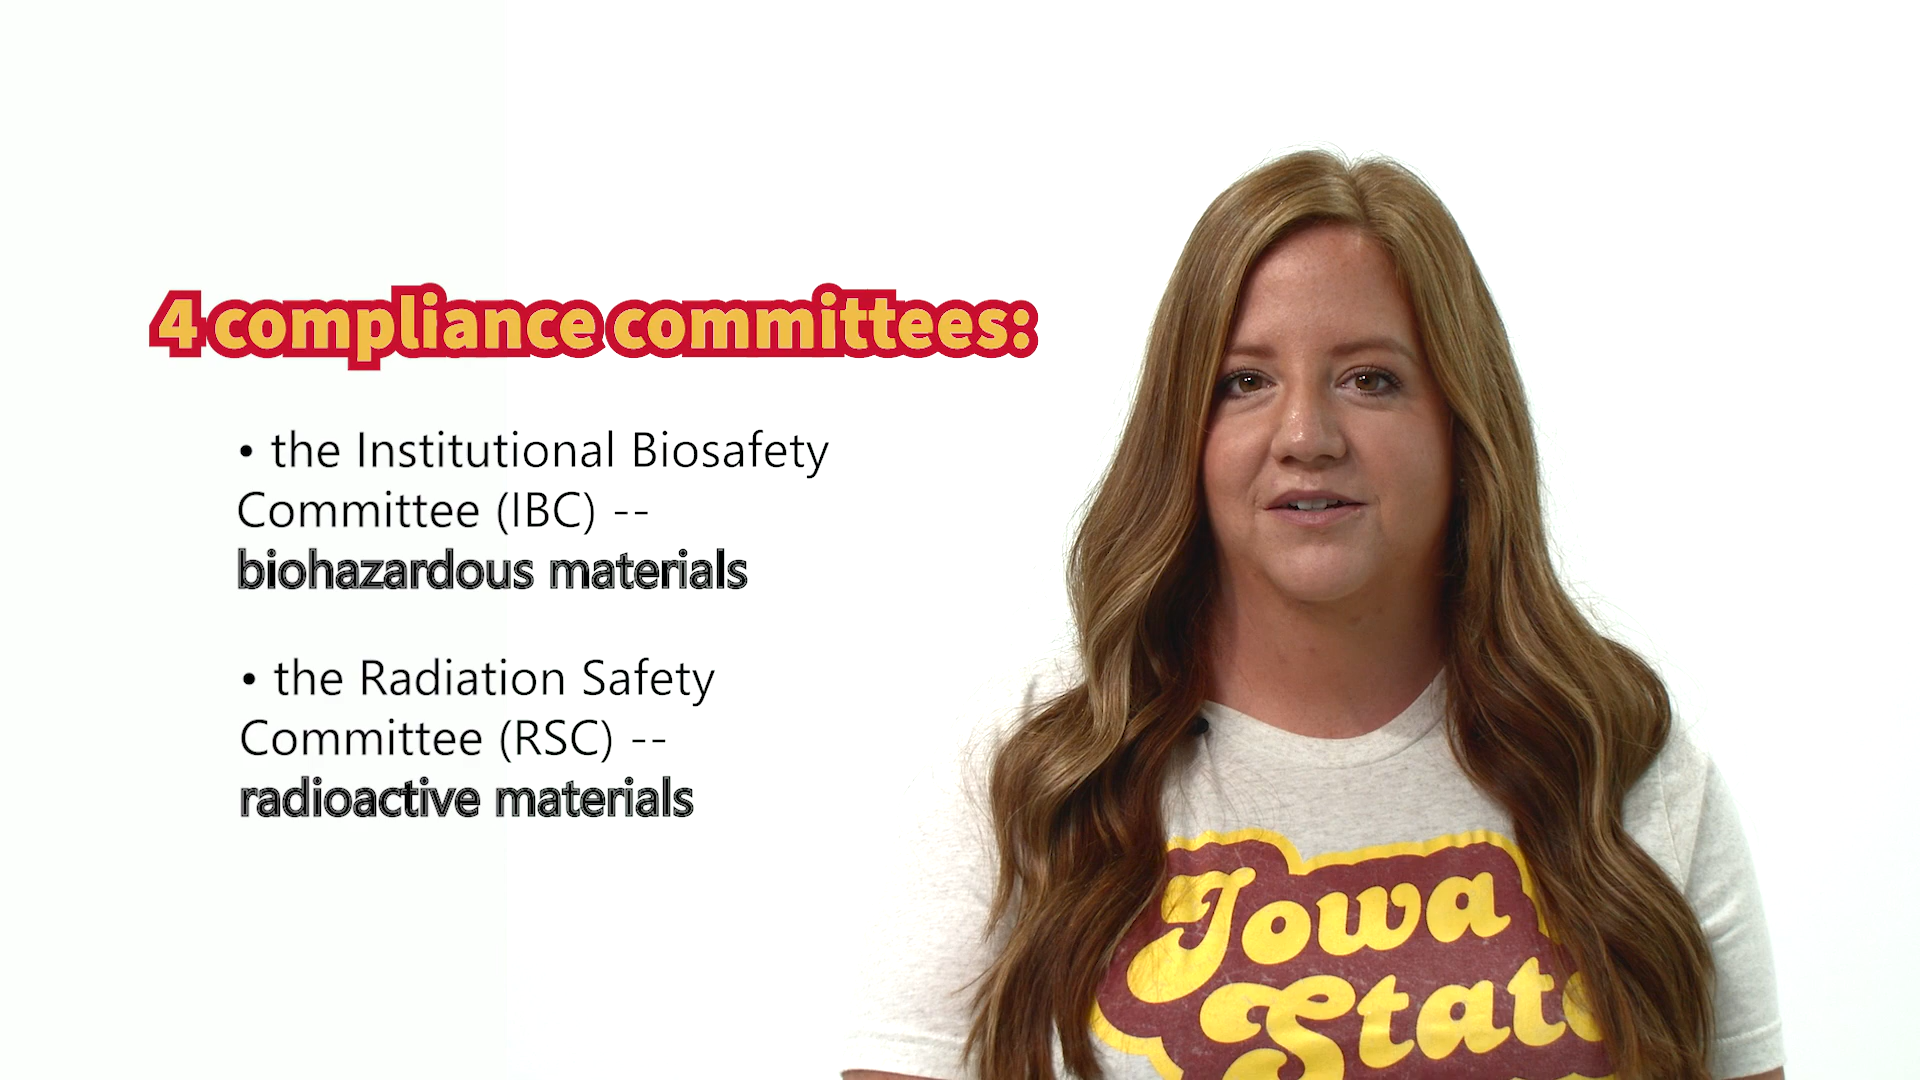 4 compliance committees:
• the Institutional Biosafety
Committee (IBC) --
biohazardous materials
• the Radiation Safety
Committee (RSC) --
radioactive materials
Iowa
State